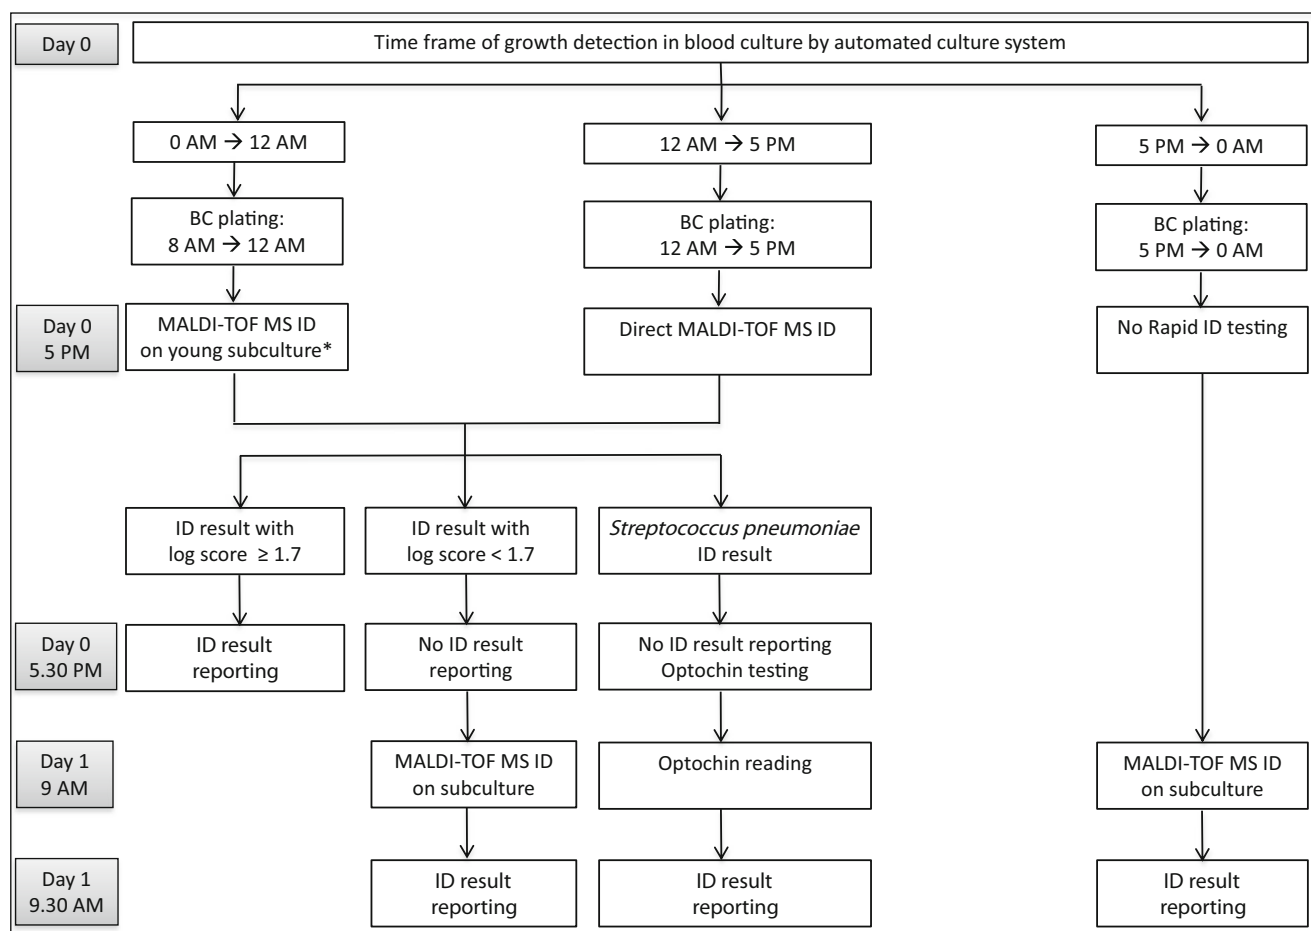 Day 0
Time frame of growth detection in blood culture by automated culture system
0 AM → 12 AM
12 AM → 5 PM
5 PM → 0 AM
BC plating:
8 AM → 12 AM
BC plating:
12 AM → 5 PM
BC plating:
5 PM → 0 AM
Day 0
5 PM
MALDI-TOF MS ID
on young subculture*
Direct MALDI-TOF MS ID
No Rapid ID testing
ID result with
log score ≥ 1.7
ID result with
log score < 1.7
Streptococcus pneumoniae
ID result
Day 0
5.30 PM
ID result
reporting
No ID result
reporting
No ID result reporting
Optochin testing
Day 1
9 AM
MALDI-TOF MS ID
on subculture
Optochin reading
MALDI-TOF MS ID
on subculture
Day 1
9.30 AM
ID result
reporting
ID result
reporting
ID result
reporting